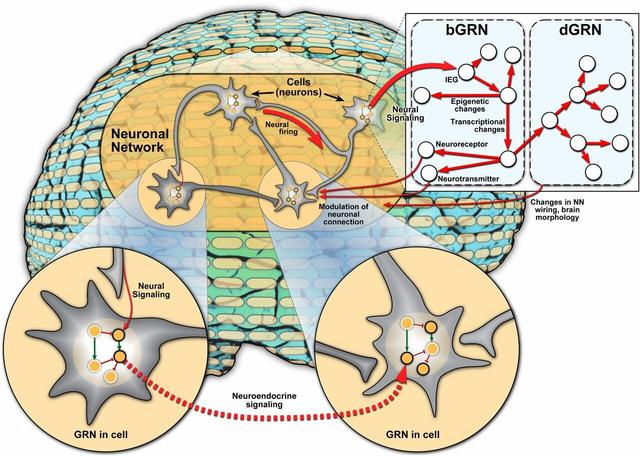 bGRN
dGRN
IEG
Epigenetic
changes
Transcriptional
changes
Neuroreceptor
Neurotransmitter
Cells
(neurons)
Neural
Signaling
Neural
firing
Neuronal
Network
Modulation of
neuronal
connection
Changes in NN
wiring, brain
morphology
Neural
Signaling
GRN in cell
Neuroendocrine
signaling
GRN in cell